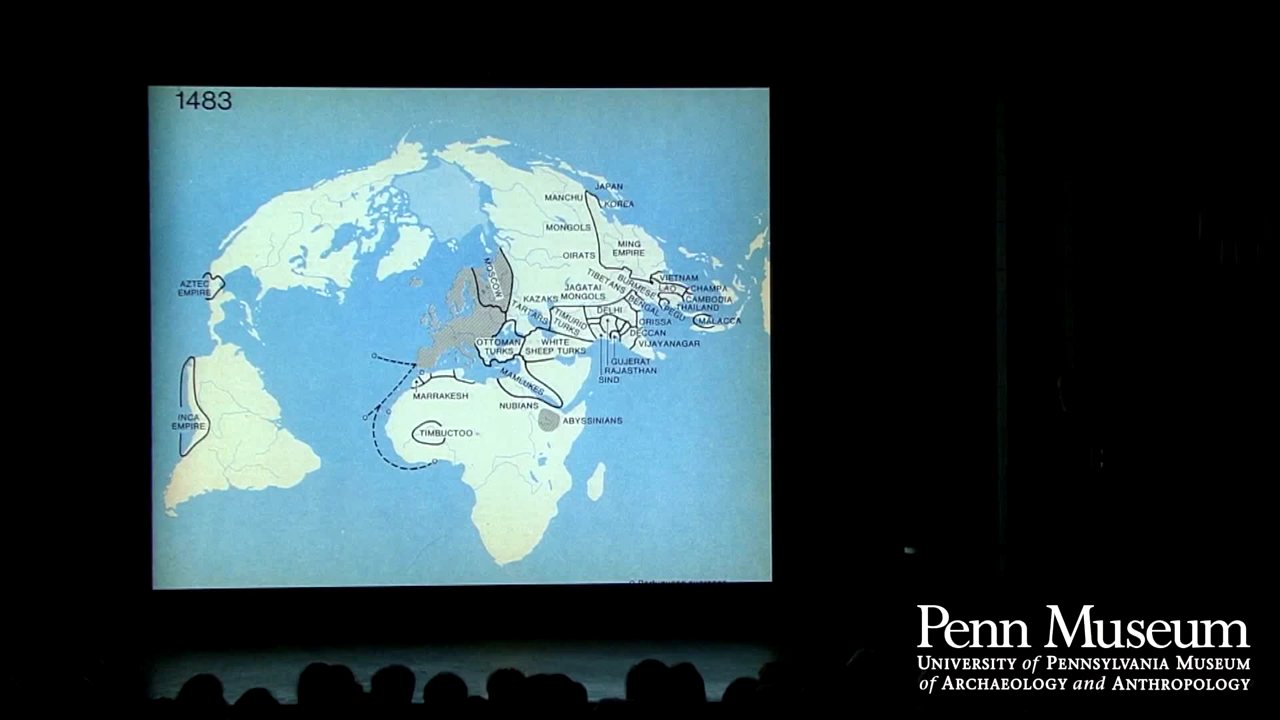 1483
JAPAN
MANCHU
KOREA
MONGOLS
MING
EMPIRE
OIRATS
MOSCOW
TIBETANS
BURMESE
VIETNAM
LAO
CHAMPA
AZTEC
EMPIRE
JAGATAI
MONGOLS
KAZAKS
CAMBODIA
THAILAND
BENGAL
PEGU
TARTARS
TIMURID
TURKS
DELHI
ORISSA
MALACCA
DECCAN
OTTOMAN
TURKS
WHITE
SHEEP TURKS
VIJAYANAGAR
GUJERAT
RAJASTHAN
SIND
MAMLUKES
MARRAKESH
NUBIANS
INCA
EMPIRE
ABYSSINIANS
TIMBUCTOO
Penn Museum
UNIVERSITY of PENNSYLVANIA MUSEUM
of ARCHAEOLOGY and ANTHROPOLOGY